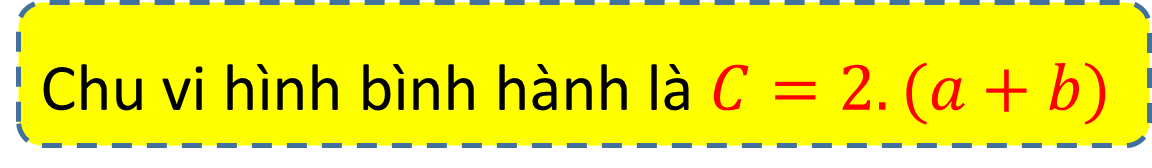 Chu vi hình bình hành là C = 2. (a + b)